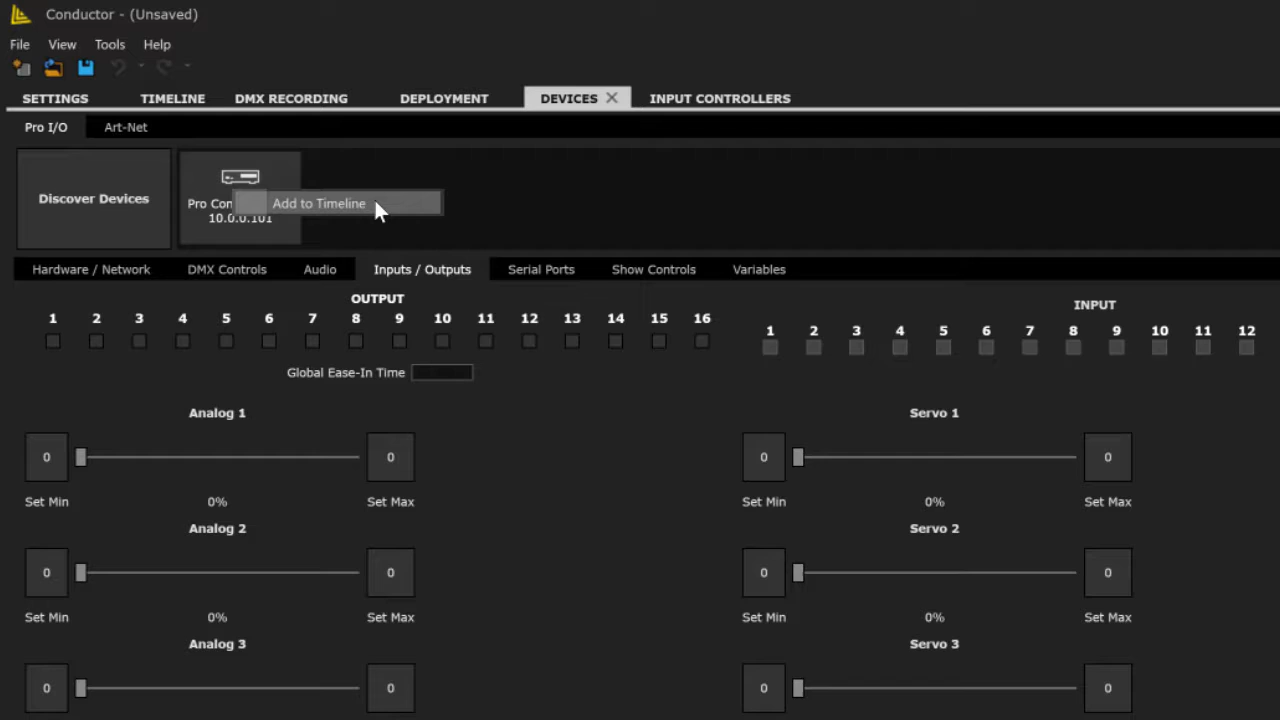 Conductor - (Unsaved)
File View Tools Help
SETTINGS TIMELINE DMX RECORDING DEPLOYMENT DEVICES INPUT CONTROLLERS
Pro I/O Art-Net
Discover Devices
Pro Con
Add to Timeline
10.0.0.101
Hardware / Network DMX Controls Audio Inputs / Outputs Serial Ports Show Controls Variables
OUTPUT
1 2 3 4 5 6 7 8 9 10 11 12 13 14 15 16
INPUT
1 2 3 4 5 6 7 8 9 10 11 12
Global Ease-In Time
Analog 1
0 0
Set Min 0% Set Max
Servo 1
0 0
Set Min 0% Set Max
Analog 2
0 0
Set Min 0% Set Max
Servo 2
0 0
Set Min 0% Set Max
Analog 3
0 0
Servo 3
0 0